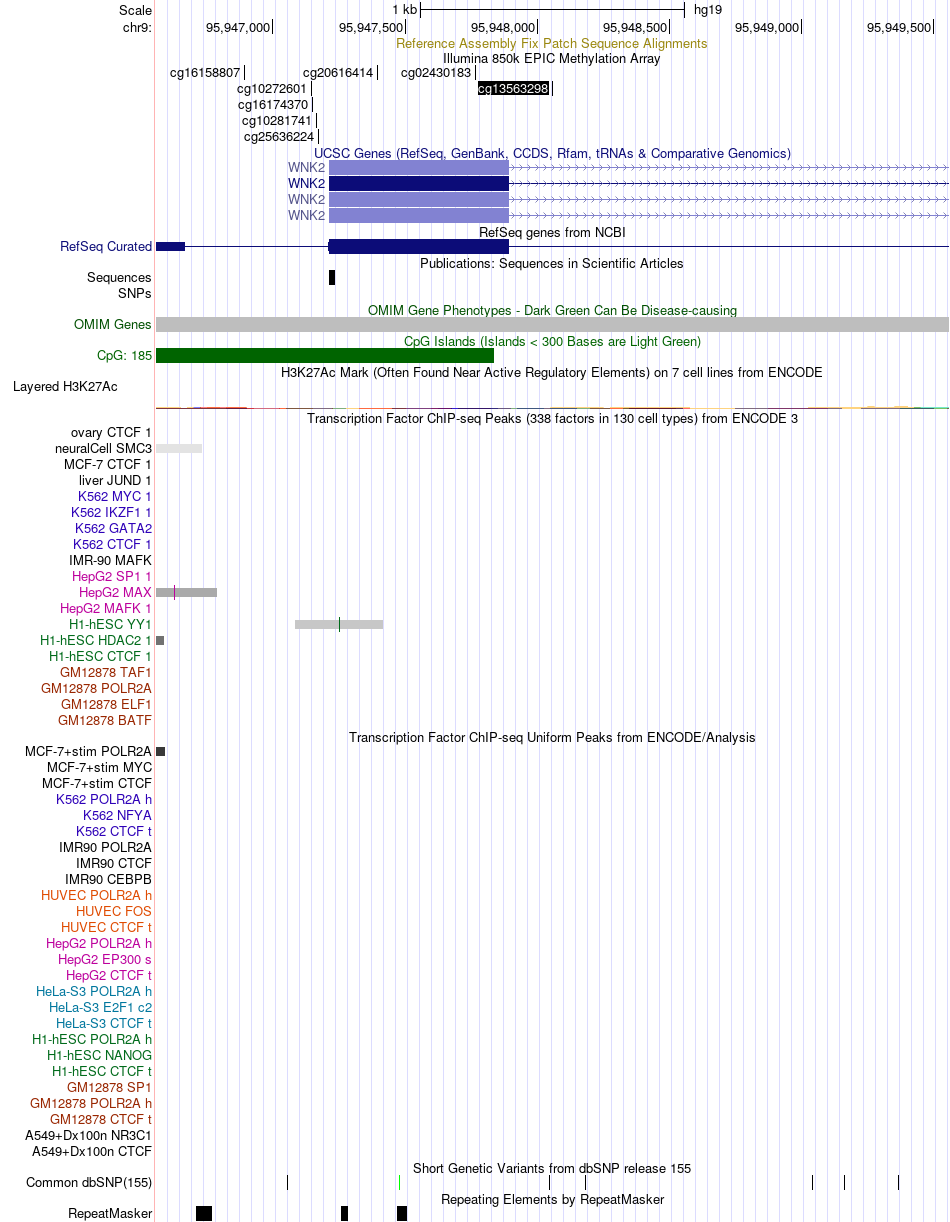 Scale 1 kb hg19
chr9: 95,947,000 95,947,500 95,948,000 95,948,500 95,949,000 95,949,500
Reference Assembly Fix Patch Sequence Alignments
Illumina 850k EPIC Methylation Array
cg16158807 cg20616414 cg02430183
cg10272601 cg13563298
cg16174370
cg10281741
cg25636224
UCSC Genes (RefSeq, GenBank, CCDS, Rfam, tRNAs & Comparative Genomics)
WNK2
WNK2
WNK2
WNK2
RefSeq genes from NCBI
RefSeq Curated
Publications: Sequences in Scientific Articles
Sequences
SNPs
OMIM Gene Phenotypes - Dark Green Can Be Disease-causing
OMIM Genes
CpG Islands (Islands < 300 Bases are Light Green)
CpG: 185
H3K27Ac Mark (Often Found Near Active Regulatory Elements) on 7 cell lines from ENCODE
Layered H3K27Ac
Transcription Factor ChIP-seq Peaks (338 factors in 130 cell types) from ENCODE 3
ovary CTCF 1
neuralCell SMC3
MCF-7 CTCF 1
liver JUND 1
K562 MYC 1
K562 IKZF1 1
K562 GATA2
K562 CTCF 1
IMR-90 MAFK
HepG2 SP1 1
HepG2 MAX
HepG2 MAFK 1
H1-hESC YY1
H1-hESC HDAC2 1
H1-hESC CTCF 1
GM12878 TAF1
GM12878 POLR2A
GM12878 ELF1
GM12878 BATF
Transcription Factor ChIP-seq Uniform Peaks from ENCODE/Analysis
MCF-7+stim POLR2A
MCF-7+stim MYC
MCF-7+stim CTCF
K562 POLR2A h
K562 NFYA
K562 CTCF t
IMR90 POLR2A
IMR90 CTCF
IMR90 CEBPB
HUVEC POLR2A h
HUVEC FOS
HUVEC CTCF t
HepG2 POLR2A h
HepG2 EP300 s
HepG2 CTCF t
HeLa-S3 POLR2A h
HeLa-S3 E2F1 c2
HeLa-S3 CTCF t
H1-hESC POLR2A h
H1-hESC NANOG
H1-hESC CTCF t
GM12878 SP1
GM12878 POLR2A h
GM12878 CTCF t
A549+Dx100n NR3C1
A549+Dx100n CTCF
Short Genetic Variants from dbSNP release 155
Common dbSNP(155)
Repeating Elements by RepeatMasker
RepeatMasker